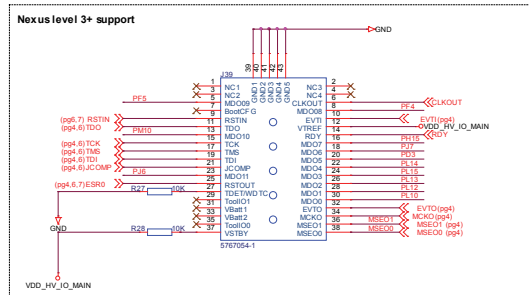 Nexus level 3+ support
GND
39 40 41 42 43
J39
GND1 GND2 GND3 GND4 GND5
1 NC1 NC3 2
3 NC2 NC4 4
PF5 5 MDO09 CLKOUT 6 CLKOUT
7 BootCFG MDO08 8 PF4
(pg6,7) RSTIN 9 RSTIN EVTI 10 EVTI(pg4)
(pg4,6)TDO 11 TDO VTREF 12 VDD_HV_IO_MAIN
PM10 13 MDO10 RDY 14 RDY
(pg4,6)TCK 15 TCK MDO7 16 PH15
(pg4,6)TMS 17 TMS MDO6 18 PJ7
(pg4,6)TDI 19 TDI MDO5 20 PD3
(pg4,6)JCOMP 21 JCOMP MDO4 22 PL14
PJ6 23 MDO11 MDO3 24 PL15
(pg4,6,7)ESR0 25 RSTOUT MDO2 26 PL13
R27 10K 27 TDET/WDTC MDO1 28 PL12
29 ToolIO1 MDO0 30 PL10
31 VBatt1 EVTO 32 EVTO(pg4)
33 VBatt2 MCKO 34 MCKO(pg4)
35 ToolIO0 MSEO1 36 MSEO1 MSEO1 (pg4)
GND
R28 10K 37 VSTBY MSEO0 38 MSEO0 MSEO0 (pg4)
5767054-1
VDD_HV_IO_MAIN